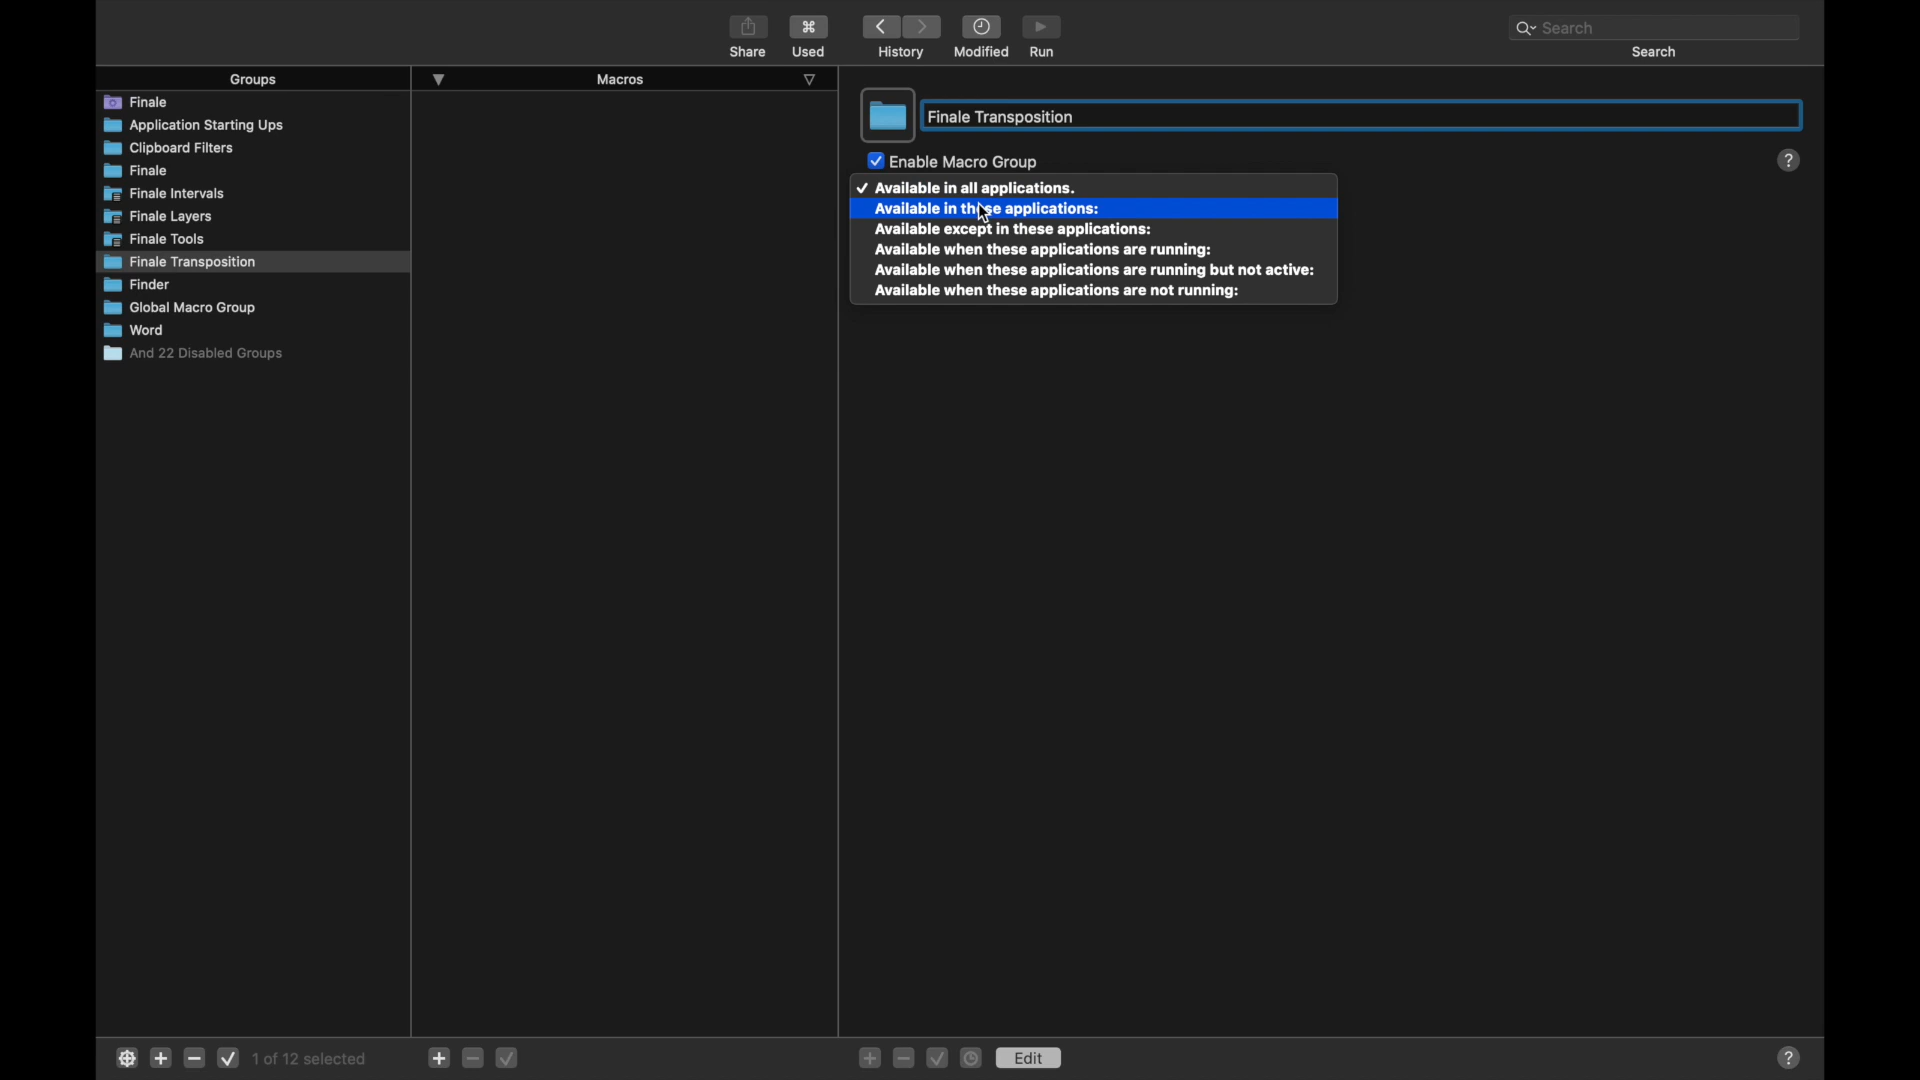 Share
Used
History
Modified
Run
Search
Search
Groups
Macros
Finale
Application Starting Ups
Clipboard Filters
Finale
Finale Intervals
Finale Layers
Finale Tools
Finale Transposition
Finder
Global Macro Group
Word
And 22 Disabled Groups
Finale Transposition
Enable Macro Group
?
Available in all applications.
Available in these applications:
Available except in these applications:
Available when these applications are running:
Available when these applications are running but not active:
Available when these applications are not running:
1 of 12 selected
Edit
?